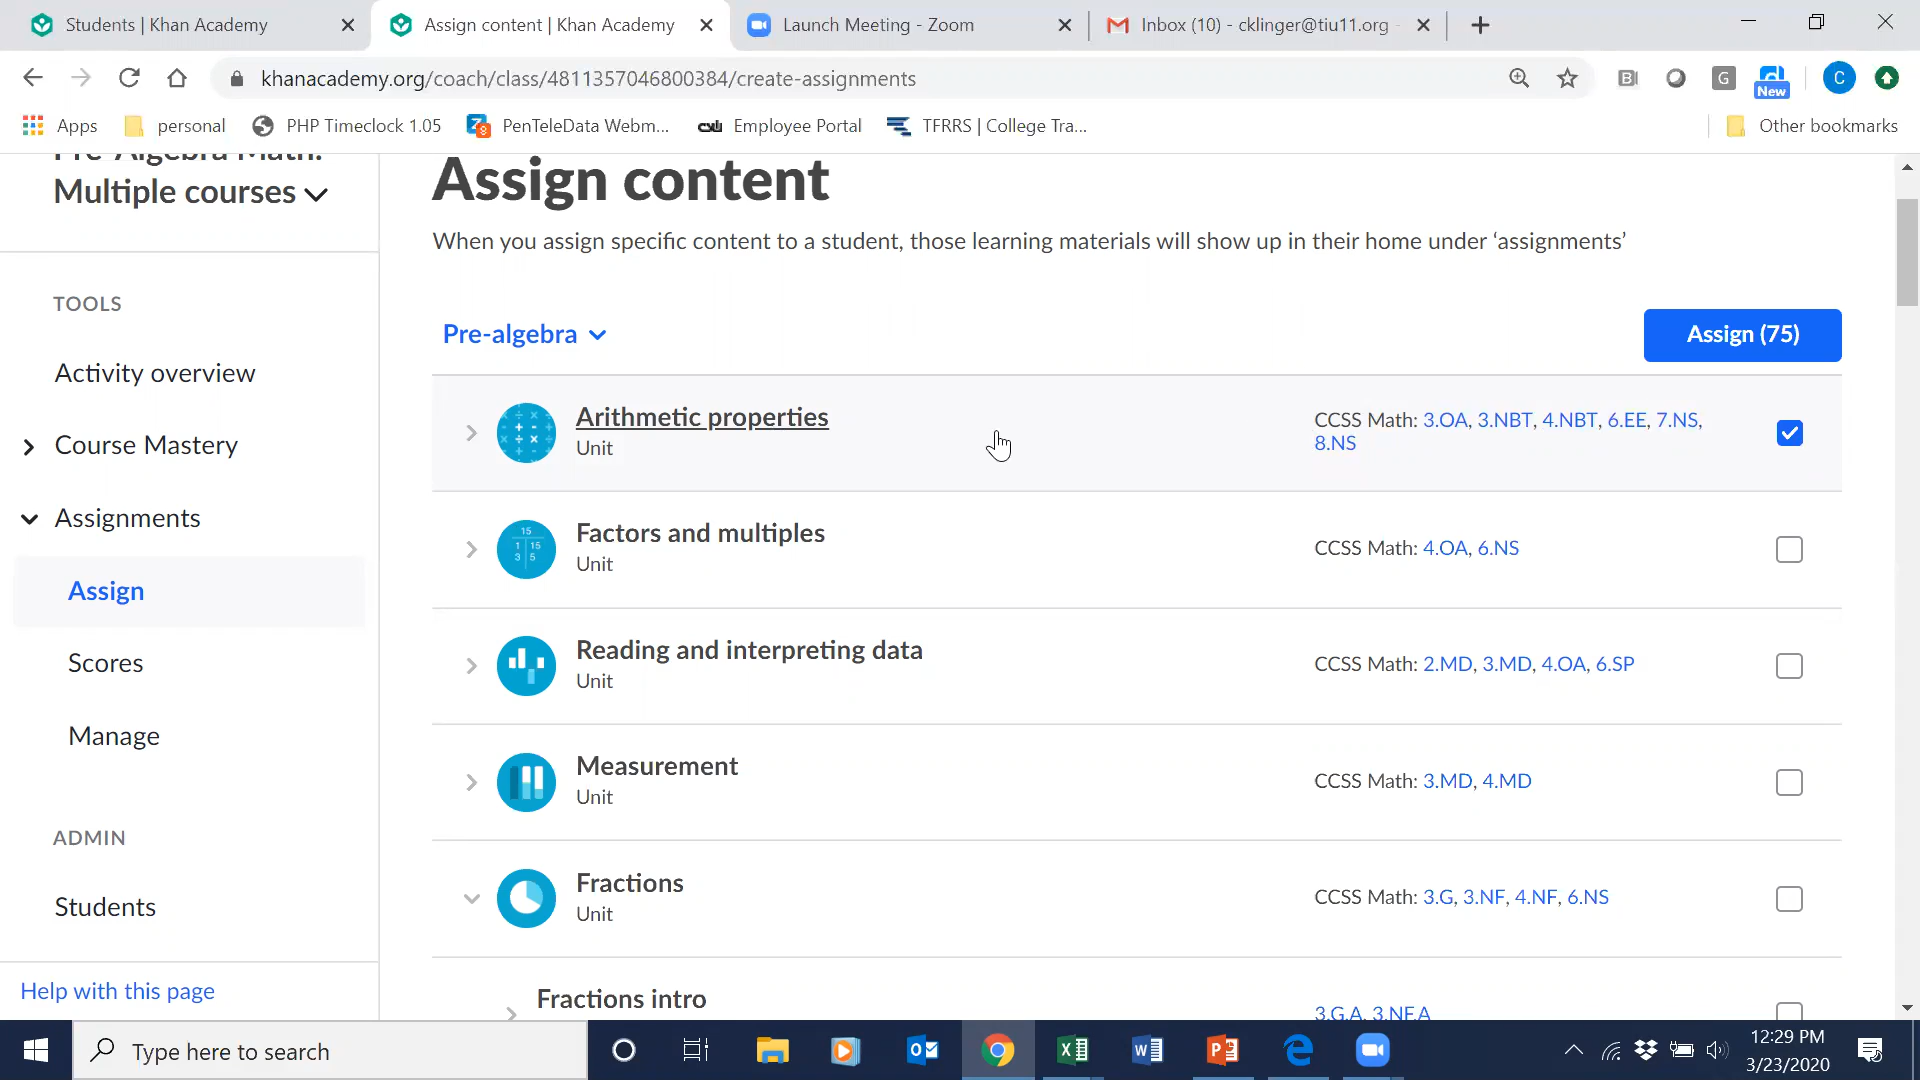 Students | Khan Academy
Assign content | Khan Academy
Launch Meeting - Zoom
Inbox (10) - cklinger@tiu11.org -
khanacademy.org/coach/class/4811357046800384/create-assignments
G
New
C
Apps
personal
PHP Timeclock 1.05
PenTeleData Webm...
Employee Portal
TFRRS | College Tra...
Other bookmarks
Pre-Algebra Math:
Multiple courses
TOOLS
Activity overview
Course Mastery
Assignments
Assign
Scores
Manage
ADMIN
Students
Help with this page
Assign content
When you assign specific content to a student, those learning materials will show up in their home under ‘assignments’
Pre-algebra
Assign (75)
Arithmetic properties
Unit
CCSS Math: 3.OA, 3.NBT, 4.NBT, 6.EE, 7.NS,
8.NS
Factors and multiples
Unit
CCSS Math: 4.OA, 6.NS
Reading and interpreting data
Unit
CCSS Math: 2.MD, 3.MD, 4.OA, 6.SP
Measurement
Unit
CCSS Math: 3.MD, 4.MD
Fractions
Unit
CCSS Math: 3.G, 3.NF, 4.NF, 6.NS
Fractions intro
3.G.A, 3.NF.A
Type here to search
12:29 PM
3/23/2020